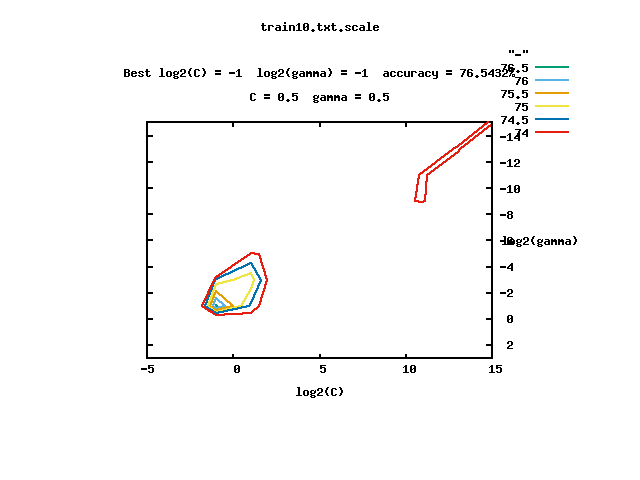 train10.txt.scale
"-"
Best log2(C) = -1  log2(gamma) = -1  accuracy = 76.5432%
76.5
76
75.5
75
74.5
74
C = 0.5  gamma = 0.5
-14
-12
-10
-8
-6
log2(gamma)
-4
-2
0
2
-5 0 5 10 15
log2(C)